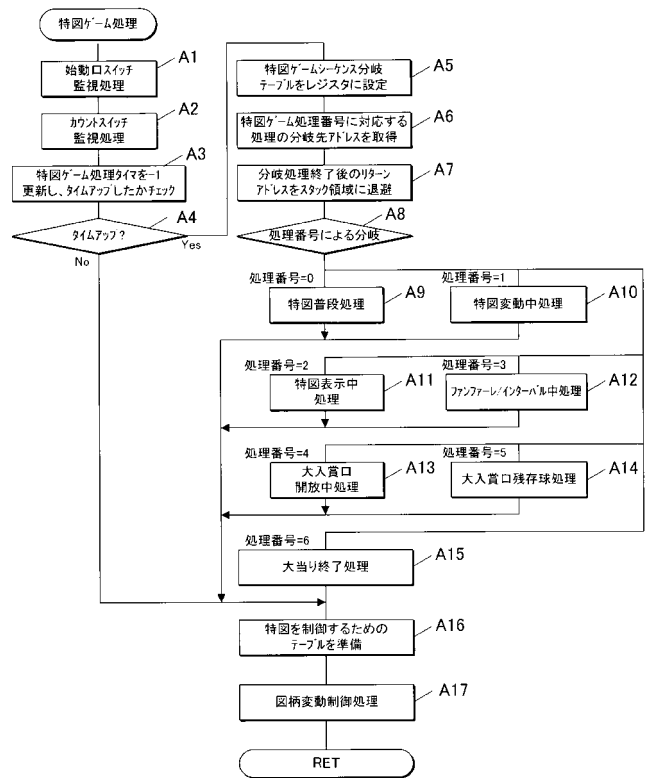 特図ゲーム処理
A1
始動口スイッチ
監視処理
A2
カウントスイッチ
監視処理
A3
特図ゲーム処理タイマを-1
更新し、タイムアップしたかチェック
A4
タイムアップ?
Yes
No
A5
特図ゲームシーケンス分岐
テーブルをレジスタに設定
A6
特図ゲーム処理番号に対応する
処理の分岐先アドレスを取得
A7
分岐処理終了後のリターン
アドレスをスタック領域に退避
A8
処理番号による分岐
処理番号=0
A9
特図普段処理
処理番号=1
A10
特図変動中処理
処理番号=2
A11
特図表示中
処理
処理番号=3
A12
ファンファーレ/インターバル中処理
処理番号=4
A13
大入賞口
開放中処理
処理番号=5
A14
大入賞口残存球処理
処理番号=6
A15
大当り終了処理
A16
特図を制御するための
テーブルを準備
A17
図柄変動制御処理
RET